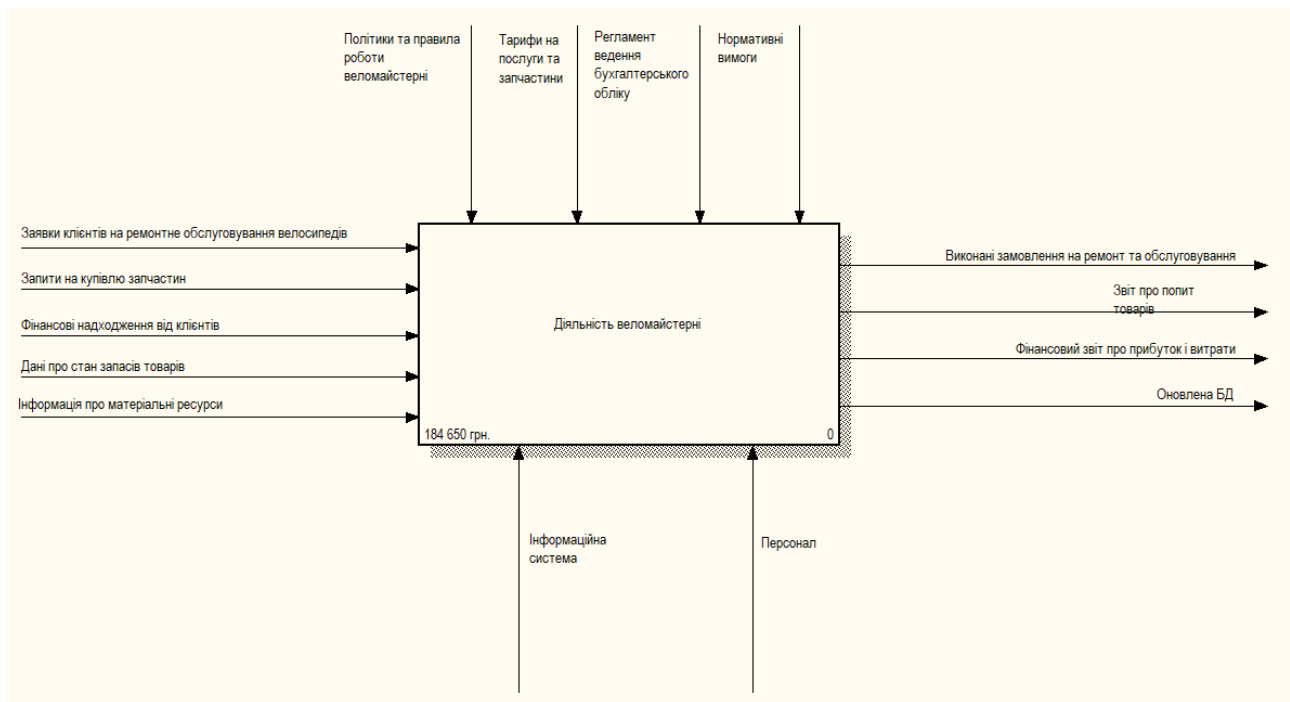 Політики та правила
роботи
веломайстерні
Тарифи на
послуги та
запчастини
Регламент
ведення
бухгалтерського
обліку
Нормативні
вимоги
Заявки клієнтів на ремонтне обслуговування велосипедів
Запити на купівлю запчастин
Фінансові надходження від клієнтів
Дані про стан запасів товарів
Інформація про матеріальні ресурси
Діяльність веломайстерні
184 650 грн.
0
Виконані замовлення на ремонт та обслуговування
Звіт про попит
товарів
Фінансовий звіт про прибуток і витрати
Оновлена БД
Інформаційна
система
Персонал